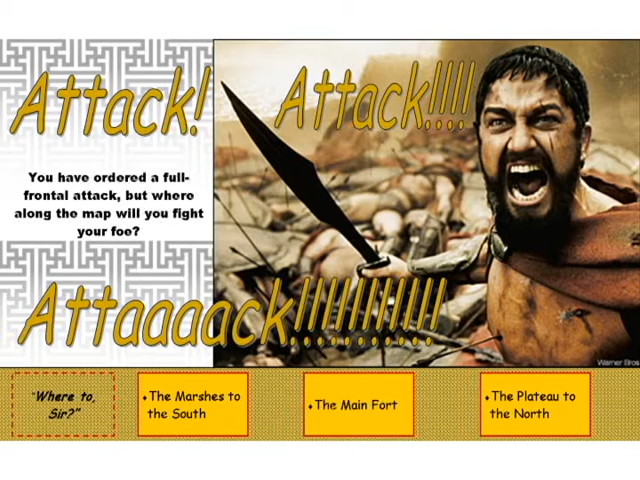 Attack!
Attack!!!!
You have ordered a full-
frontal attack, but where
along the map will you fight
your foe?
Attaaaack!!!!!!!!!!!
Warner Bros
"Where to,
Sir?"
♦The Marshes to
the South
♦The Main Fort
♦The Plateau to
the North